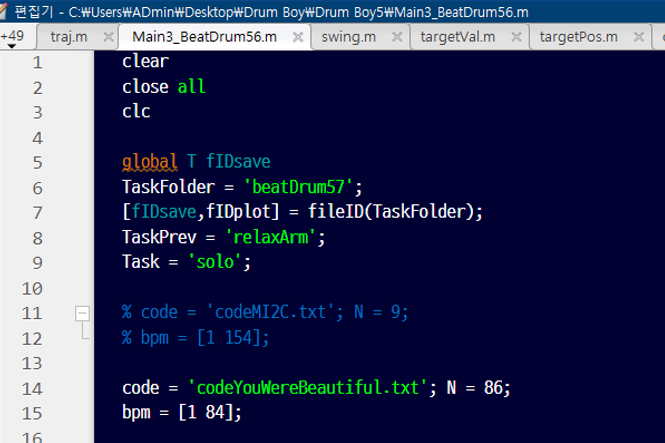 편집기 - C:₩Users₩ADmin₩Desktop₩Drum Boy₩Drum Boy5₩Main3_BeatDrum56.m
+49 traj.m × Main3_BeatDrum56.m × swing.m × targetVal.m × targetPos.m ×
1 clear
2 close all
3 clc
4
5 global T fIDsave
6 TaskFolder = 'beatDrum57';
7 [fIDsave,fIDplot] = fileID(TaskFolder);
8 TaskPrev = 'relaxArm';
9 Task = 'solo';
10
11 % code = 'codeMI2C.txt'; N = 9;
12 % bpm = [1 154];
13
14 code = 'codeYouWereBeautiful.txt'; N = 86;
15 bpm = [1 84];
16